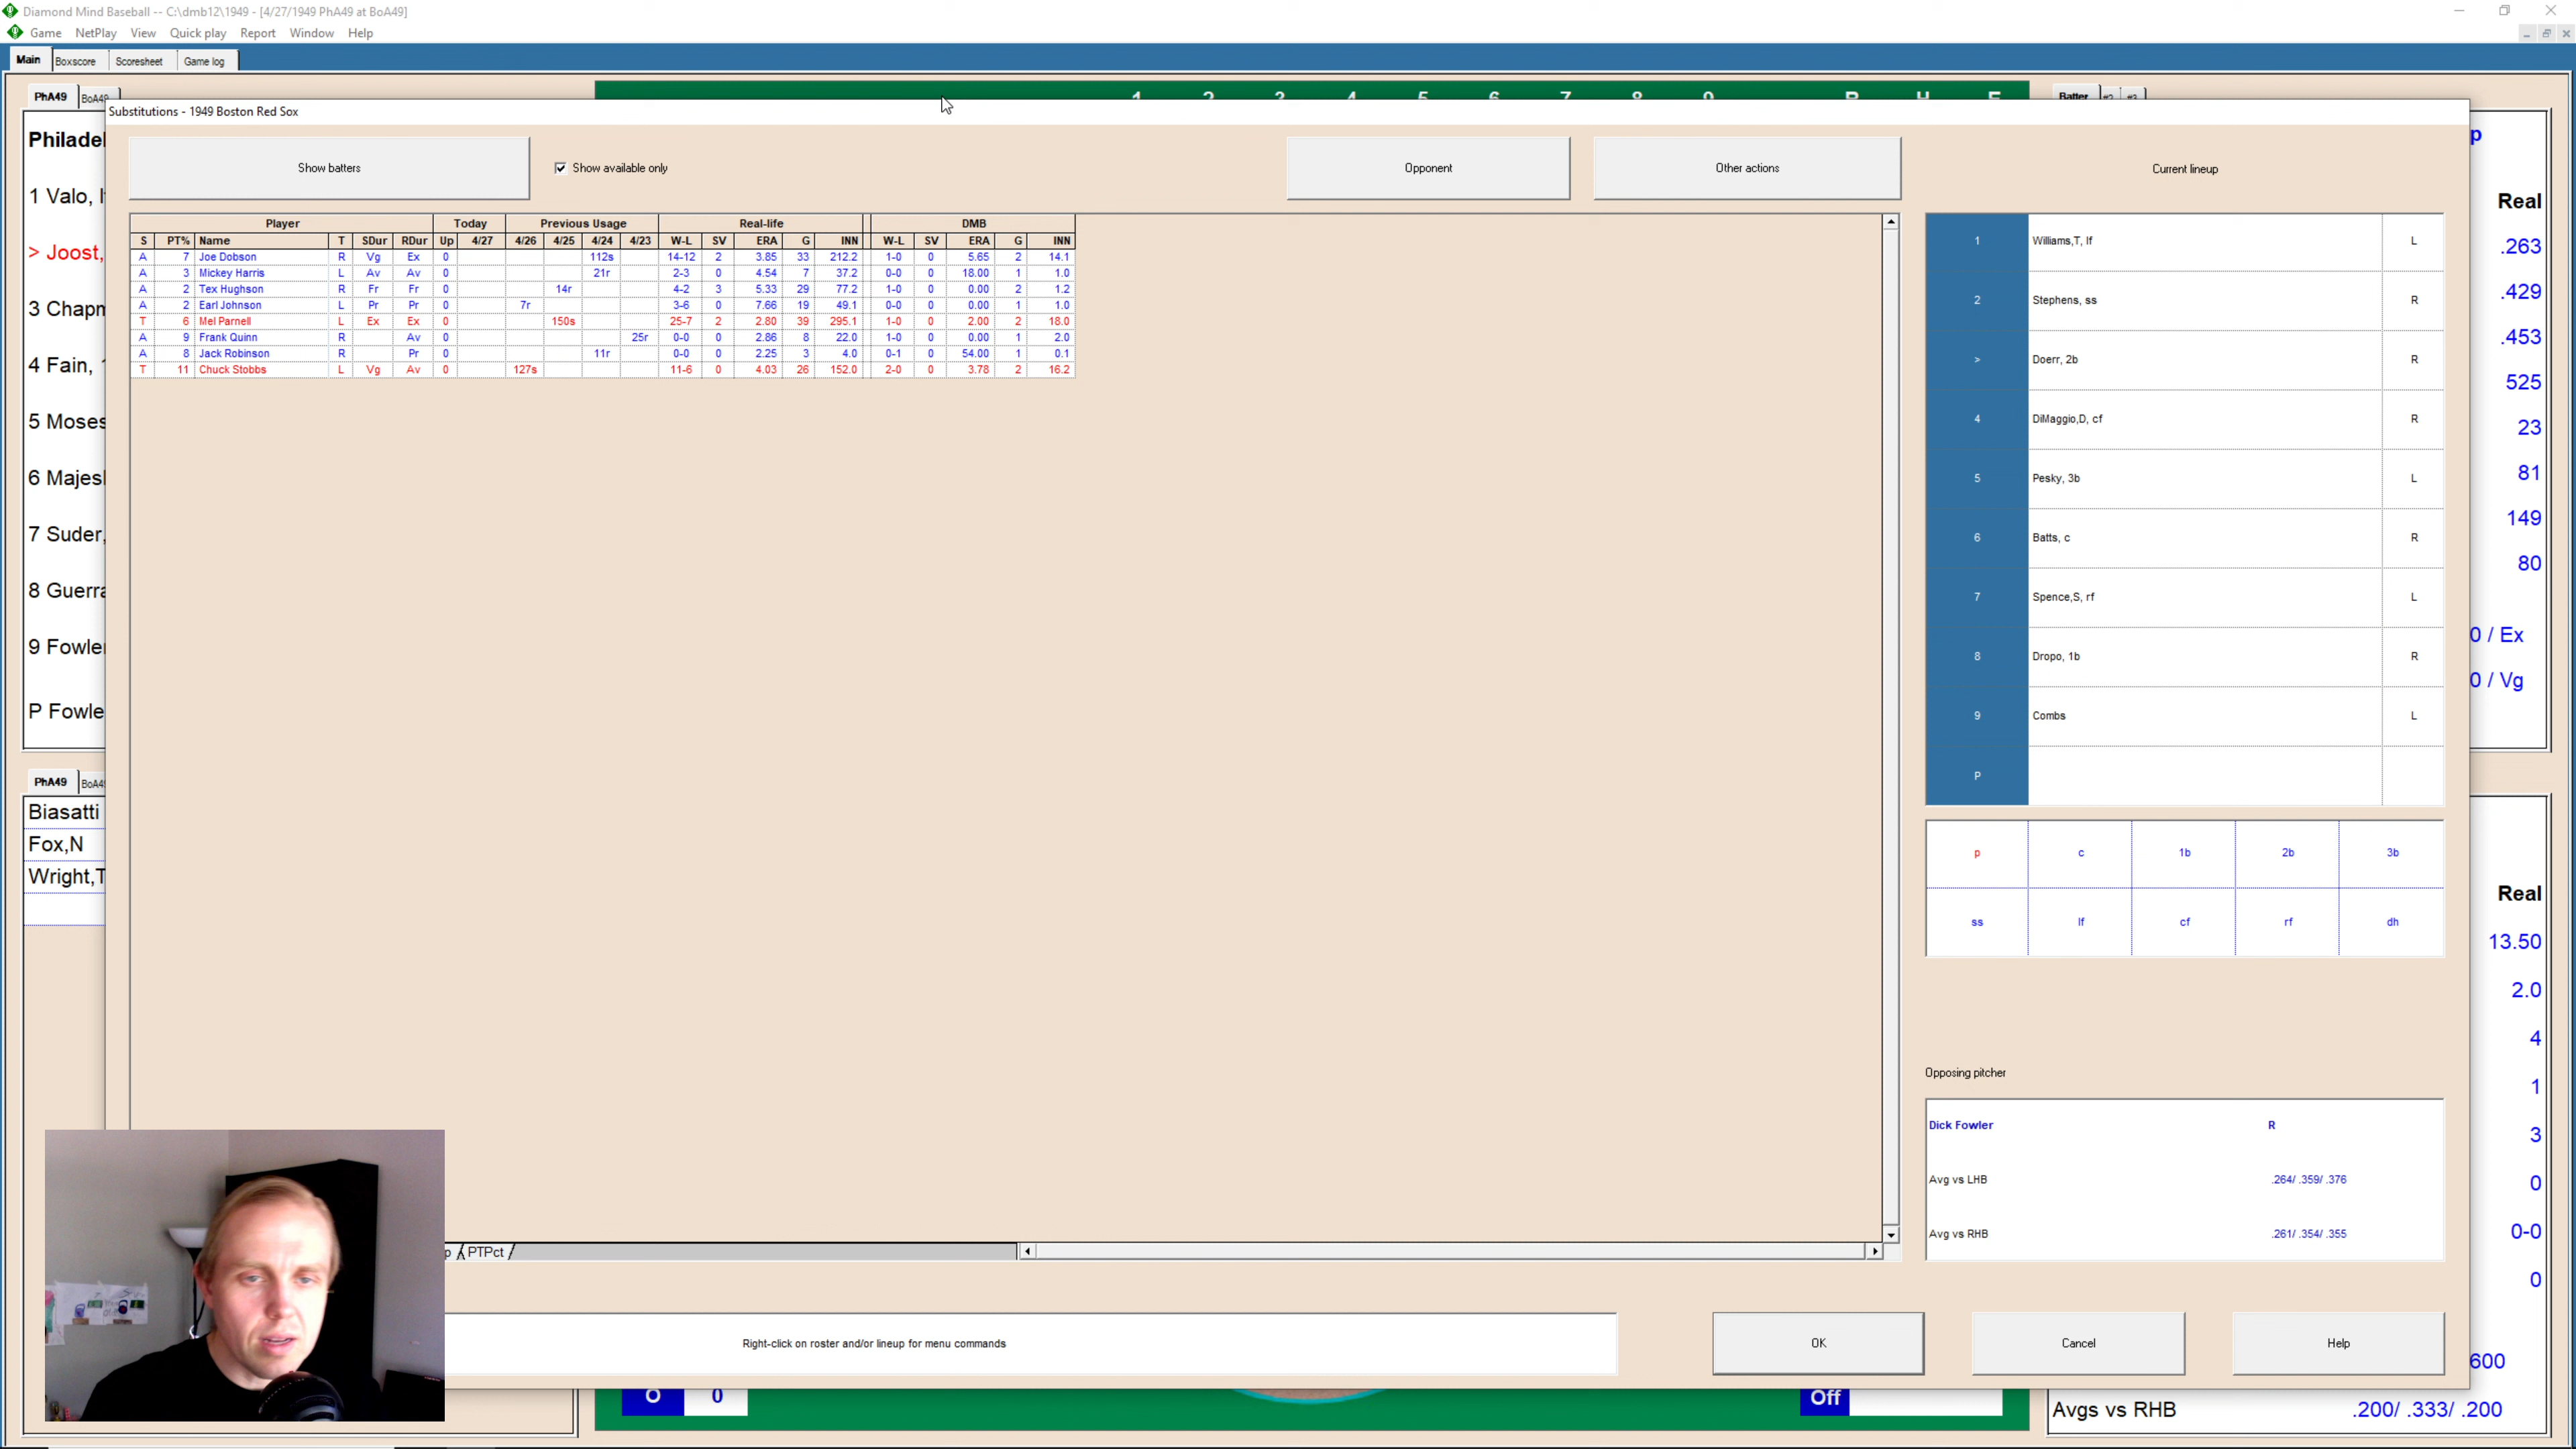 Diamond Mind Baseball -- C:\dmb12\1949 - [4/27/1949 PhA49 at BoA49]
Game NetPlay View Quick play Report Window Help
Main Boxscore Scoresheet Game log
PhA49 BoA49
1 2 3 4 5 6 7 8 9 R H E
Batter #2 #3
Substitutions - 1949 Boston Red Sox
Show batters
Show available only
Opponent
Other actions
Current lineup
Player Today Previous Usage Real-life DMB
S PT% Name T SDur RDur Up 4/27 4/26 4/25 4/24 4/23 W-L SV ERA G INN W-L SV ERA G INN
A 7 Joe Dobson R Vg Ex 0 112s 14-12 2 3.85 33 212.2 1-0 0 5.65 2 14.1
A 3 Mickey Harris L Av Av 0 21r 2-3 0 4.54 7 37.2 0-0 0 18.00 1 1.0
A 2 Tex Hughson R Fr Fr 0 14r 4-2 3 5.33 29 77.2 1-0 0 0.00 2 1.2
A 2 Earl Johnson L Pr Pr 0 7r 3-6 0 7.66 19 49.1 0-0 0 0.00 1 1.0
T 6 Mel Parnell L Ex Ex 0 150s 25-7 2 2.80 39 295.1 1-0 0 2.00 2 18.0
A 9 Frank Quinn R Av 0 25r 0-0 0 2.86 8 22.0 1-0 0 0.00 1 2.0
A 8 Jack Robinson R Pr 0 11r 0-0 0 2.25 3 4.0 0-1 0 54.00 1 0.1
T 11 Chuck Stobbs L Vg Av 0 127s 11-6 0 4.03 26 152.0 2-0 0 3.78 2 16.2
Philadel
1 Valo,
> Joost,
3 Chapm
4 Fain,
5 Moses
6 Majesk
7 Suder,
8 Guerra
9 Fowler
P Fowle
PhA49 BoA49
Biasatti
Fox,N
Wright,T
1 Williams,T, lf L
2 Stephens, ss R
> Doerr, 2b R
4 DiMaggio,D, cf R
5 Pesky, 3b L
6 Batts, c R
7 Spence,S, rf L
8 Dropo, 1b R
9 Combs L
P
p c 1b 2b 3b
ss lf cf rf dh
Opposing pitcher
Dick Fowler R
Avg vs LHB .264/ .359/ .376
Avg vs RHB .261/ .354/ .355
p
Real
.263
.429
.453
525
23
81
149
80
0 / Ex
0 / Vg
Real
13.50
2.0
4
1
3
0
0-0
0
600
Avgs vs RHB .200/ .333/ .200
p PTPct
Right-click on roster and/or lineup for menu commands
OK
Cancel
Help
O 0
Off